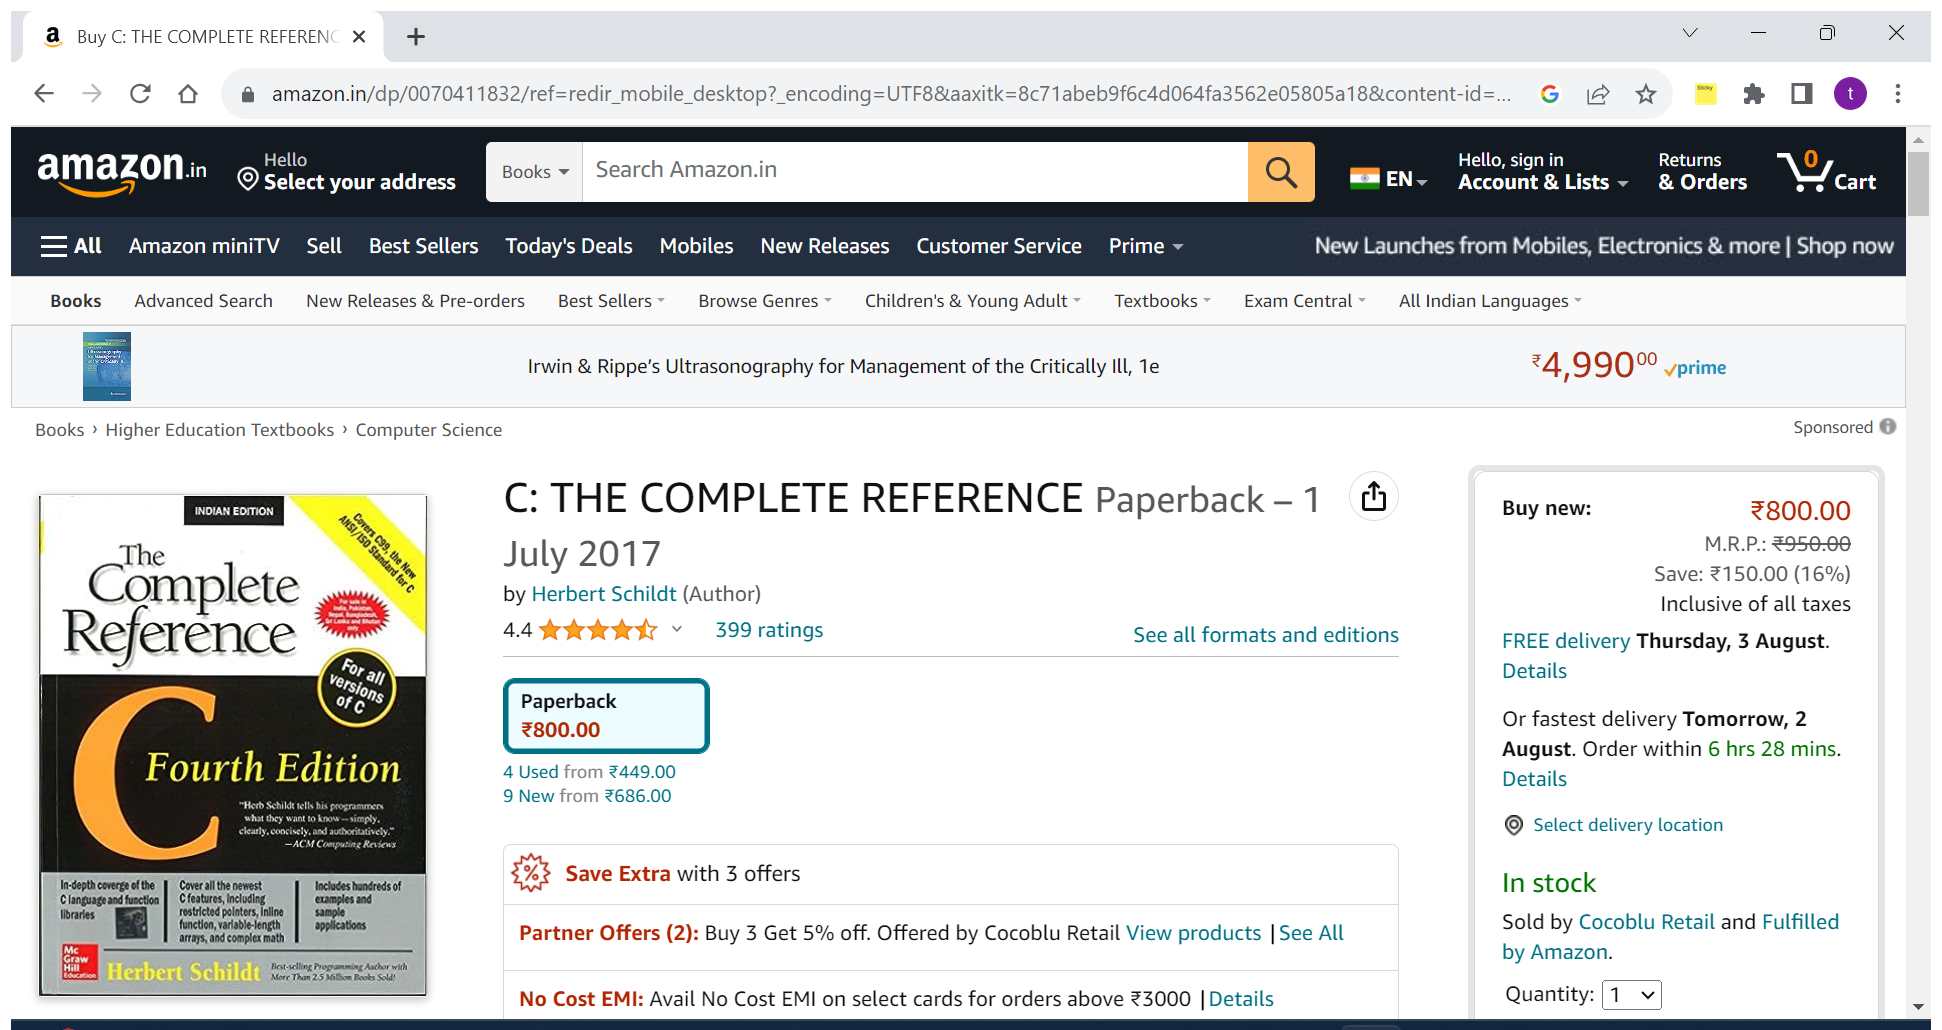 Buy C: THE COMPLETE REFERENC
amazon.in/dp/0070411832/ref=redir_mobile_desktop?_encoding=UTF8&aaxitk=8c71abeb9f6c4d064fa3562e05805a18&content-id=...
Sticky
t
amazon.in
Hello
Select your address
Books
Search Amazon.in
EN
Hello, sign in
Account & Lists
Returns
& Orders
0
Cart
All Amazon miniTV Sell Best Sellers Today's Deals Mobiles New Releases Customer Service Prime
New Launches from Mobiles, Electronics & more | Shop now
Books Advanced Search New Releases & Pre-orders Best Sellers Browse Genres Children's & Young Adult Textbooks Exam Central All Indian Languages
Irwin & Rippe’s Ultrasonography for Management of the Critically Ill, 1e
₹4,99000 prime
Books › Higher Education Textbooks › Computer Science
Sponsored
INDIAN EDITION
Covers C99, the New
ANSI/ISO Standard for C
The
Complete
Reference
For sale in
India, Pakistan,
Nepal, Bangladesh,
Sri Lanka and Bhutan
only
For all
versions
of C
C
Fourth Edition
"Herb Schildt tells his programmers
what they want to know—simply,
clearly, concisely, and authoritatively."
—ACM Computing Reviews
In-depth coverge of the
C language and function
libraries
Cover all the newest
C features, including
restricted pointers, inline
function, variable-length
arrays, and complex math
Includes hundreds of
examples and
sample
applications
Mc
Graw
Hill
Education
Herbert Schildt
Best-selling Programming Author with
More Than 2.5 Million Books Sold!
C: THE COMPLETE REFERENCE Paperback – 1
July 2017
by Herbert Schildt (Author)
4.4
399 ratings
See all formats and editions
Paperback
₹800.00
4 Used from ₹449.00
9 New from ₹686.00
Save Extra with 3 offers
Partner Offers (2): Buy 3 Get 5% off. Offered by Cocoblu Retail View products | See All
No Cost EMI: Avail No Cost EMI on select cards for orders above ₹3000 | Details
Buy new:
₹800.00
M.R.P.: ₹950.00
Save: ₹150.00 (16%)
Inclusive of all taxes
FREE delivery Thursday, 3 August.
Details
Or fastest delivery Tomorrow, 2
August. Order within 6 hrs 28 mins.
Details
Select delivery location
In stock
Sold by Cocoblu Retail and Fulfilled
by Amazon.
Quantity: 1